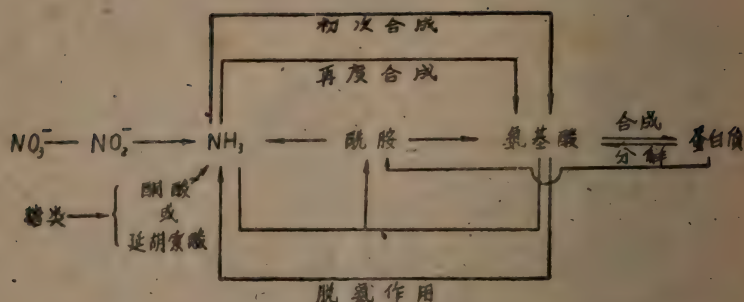 初次合成
再度合成
NO₃⁻ — NO₂⁻ → NH₃ ← 酰胺 → 氨基酸 合成 分解 蛋白质
糖类 → { 酮酸 或 延胡索酸
脱氨作用